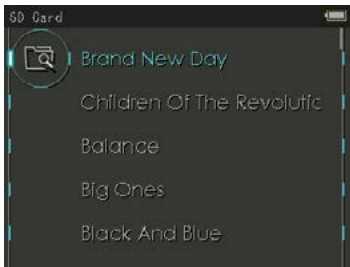 SD Card
Brand New Day
Children Of The Revolutic
Balance
Big Ones
Black And Blue